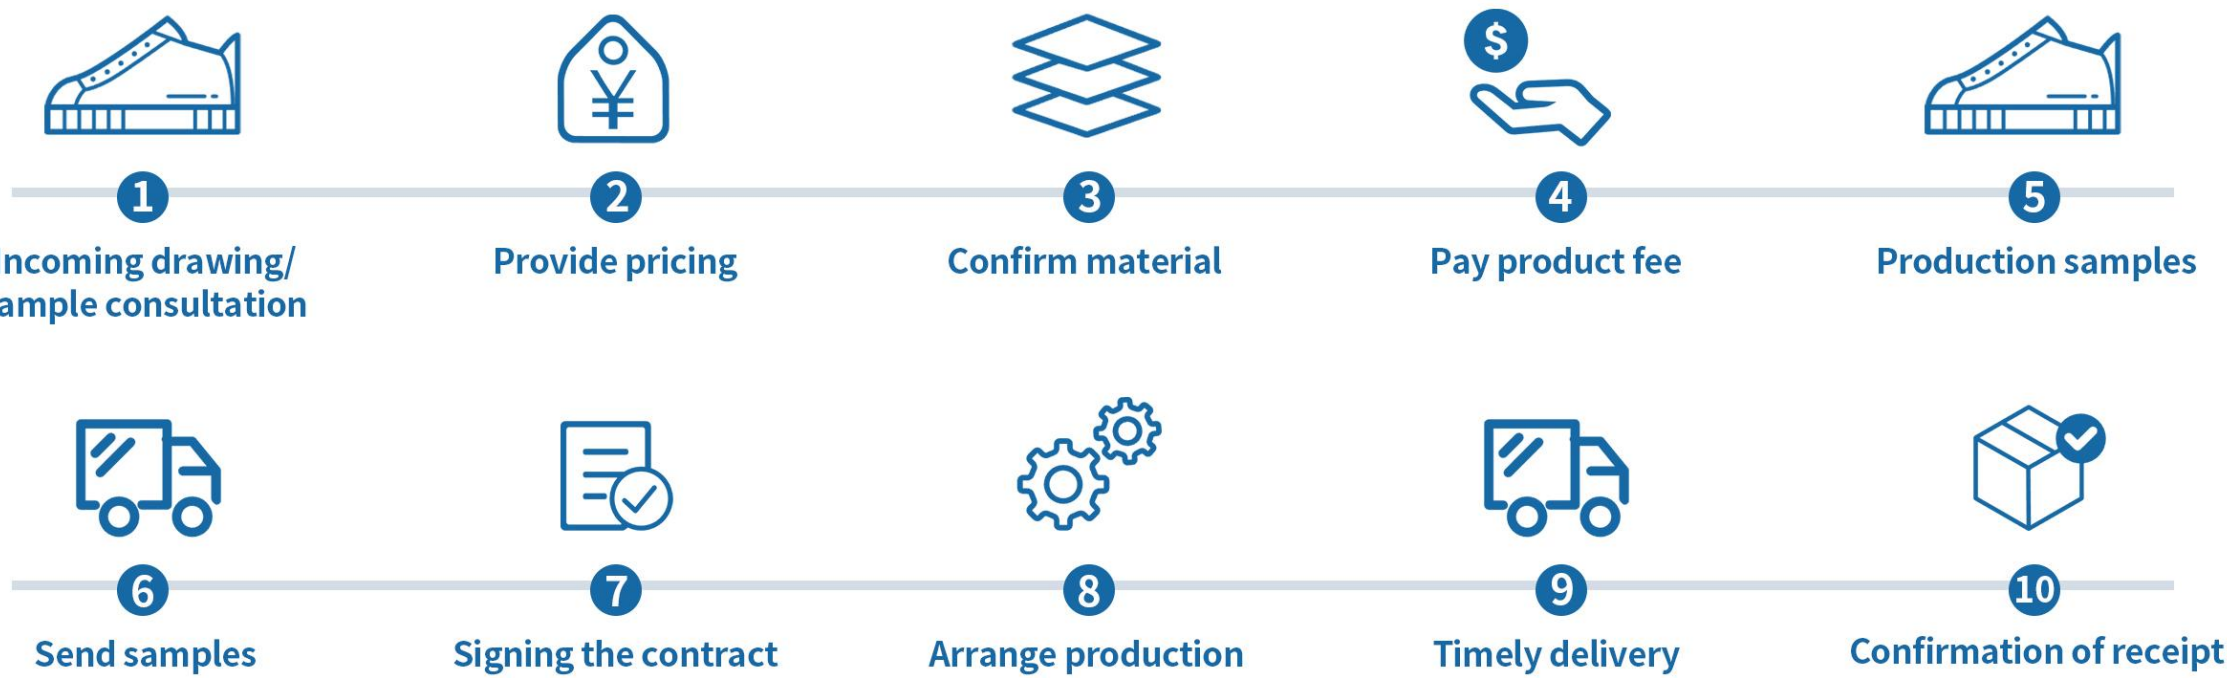 ¥
$
1
2
3
4
5
ncoming drawing/
ample consultation
Provide pricing
Confirm material
Pay product fee
Production samples
6
7
8
9
10
Send samples
Signing the contract
Arrange production
Timely delivery
Confirmation of receipt